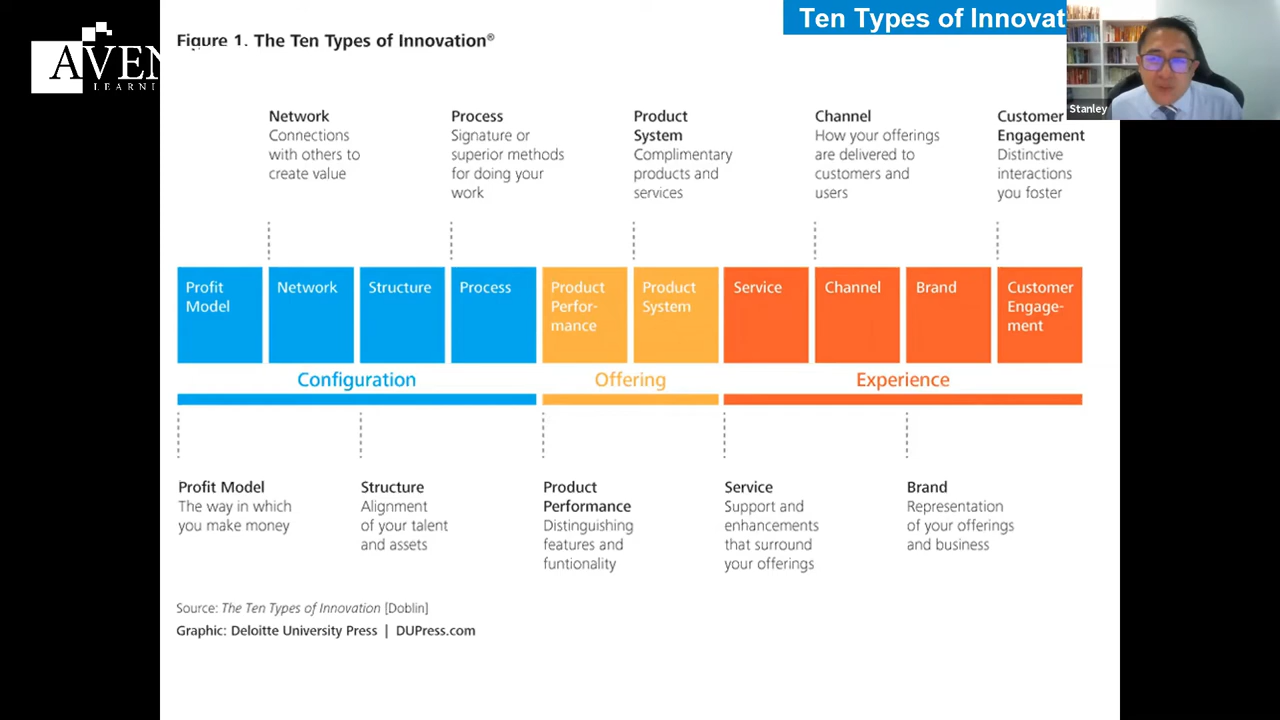 Ten Types of Innovat
AVEN
LEARNI
Figure 1. The Ten Types of Innovation®
Stanley
Network
Connections
with others to
create value
Process
Signature or
superior methods
for doing your
work
Product
System
Complimentary
products and
services
Channel
How your offerings
are delivered to
customers and
users
Customer
Engagement
Distinctive
interactions
you foster
Profit
Model
Network
Structure
Process
Product
Perfor-
mance
Product
System
Service
Channel
Brand
Customer
Engage-
ment
Configuration
Offering
Experience
Profit Model
The way in which
you make money
Structure
Alignment
of your talent
and assets
Product
Performance
Distinguishing
features and
funtionality
Service
Support and
enhancements
that surround
your offerings
Brand
Representation
of your offerings
and business
Source: The Ten Types of Innovation [Doblin]
Graphic: Deloitte University Press | DUPress.com